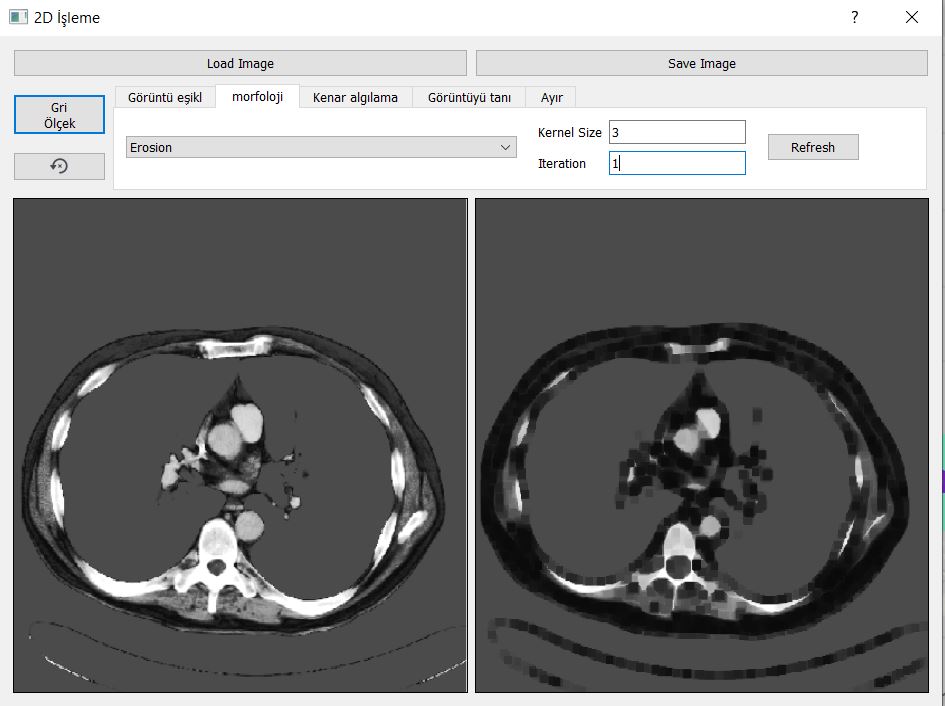 2D İşleme
?
Load Image
Save Image
Gri
Ölçek
Görüntü eşikl
morfoloji
Kenar algılama
Görüntüyü tanı
Ayır
Erosion
Kernel Size
3
Iteration
1
Refresh